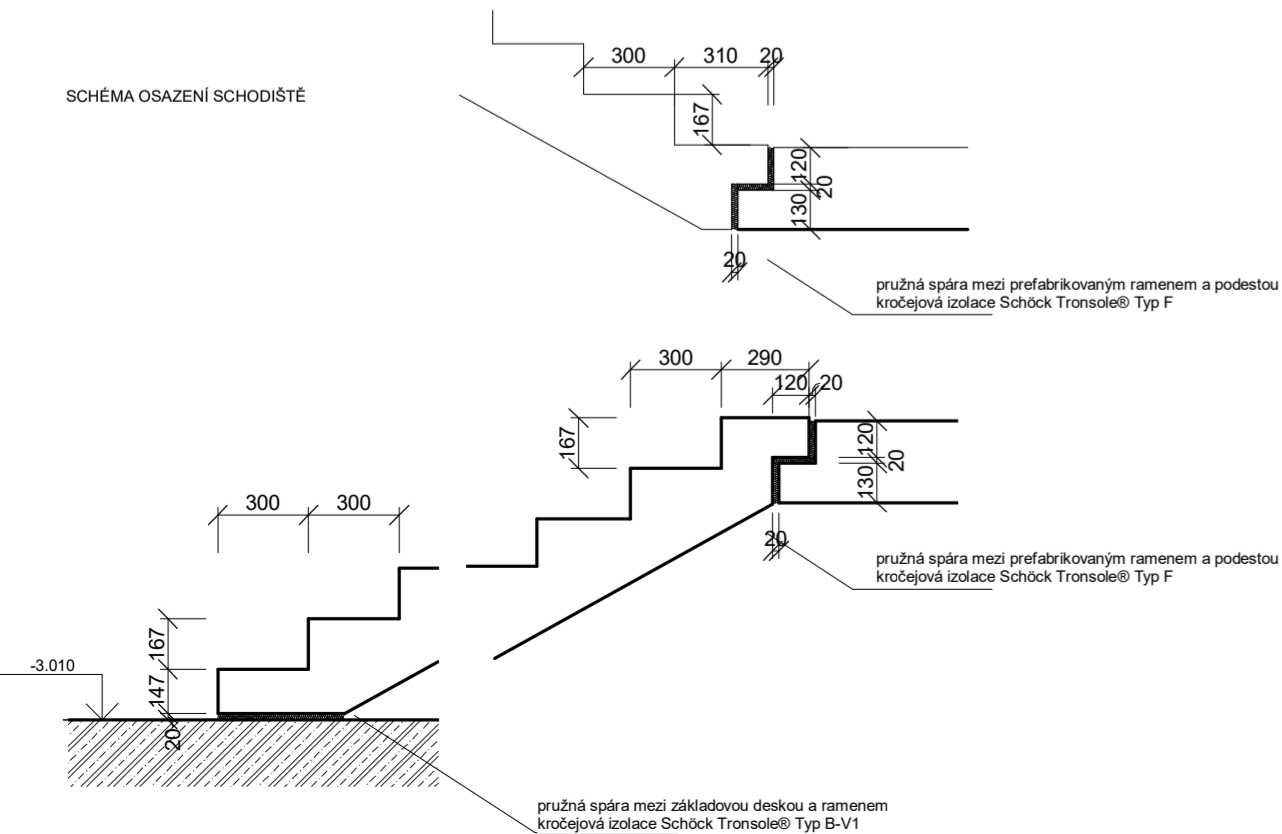 300 310 20
SCHÉMA OSAZENÍ SCHODIŠTĚ
167
120
20
130
20
pružná spára mezi prefabrikovaným ramenem a podestou
kročejová izolace Schöck Tronsole® Typ F
300 290
120 20
167
120
20
130
300 300
20
pružná spára mezi prefabrikovaným ramenem a podestou
kročejová izolace Schöck Tronsole® Typ F
167
-3.010
147
20
pružná spára mezi základovou deskou a ramenem
kročejová izolace Schöck Tronsole® Typ B-V1